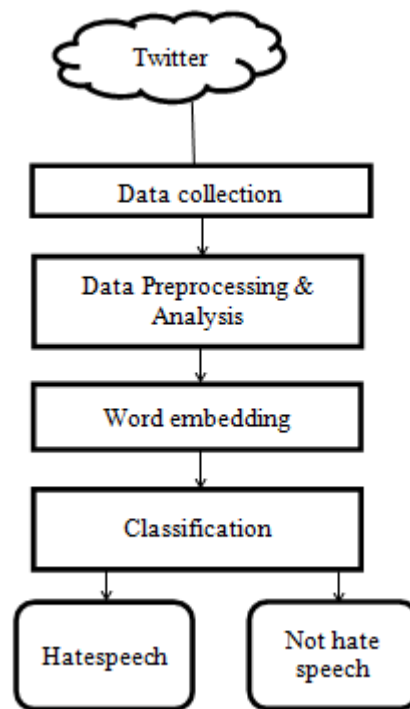 Twitter
Data collection
Data Preprocessing &
Analysis
Word embedding
Classification
Hatespeech
Not hate
speech